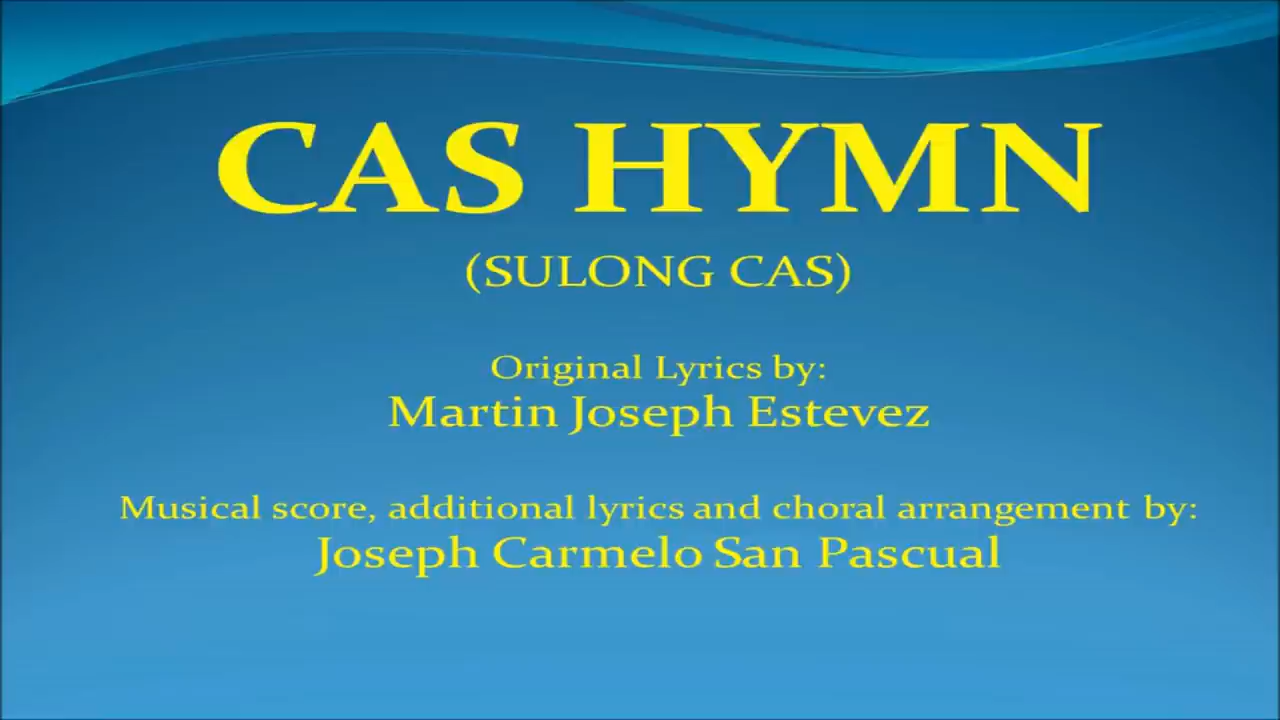 CAS HYMN
(SULONG CAS)
Original Lyrics by:
Martin Joseph Estevez
Musical score, additional lyrics and choral arrangement by:
Joseph Carmelo San Pascual